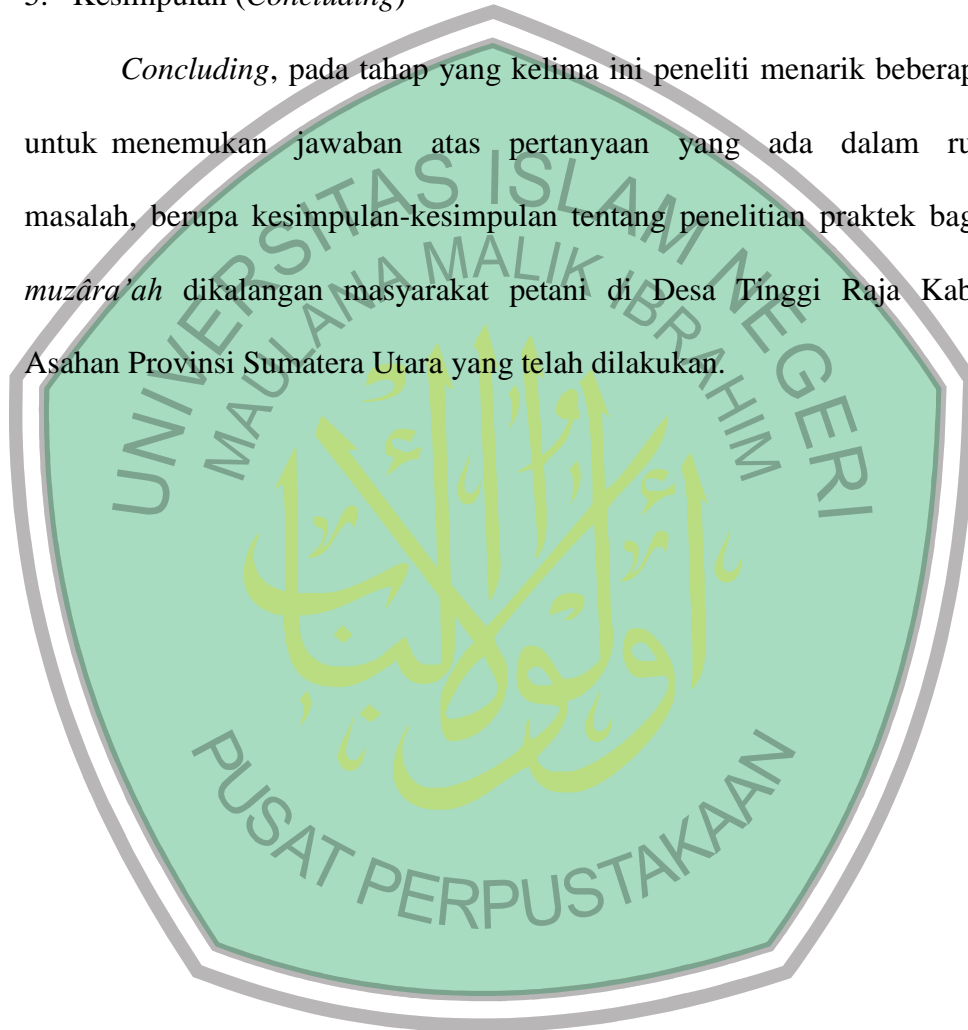 5. Kesimpulan (Concluding)
Concluding, pada tahap yang kelima ini peneliti menarik beberap
untuk menemukan jawaban atas pertanyaan yang ada dalam ru
masalah, berupa kesimpulan-kesimpulan tentang penelitian praktek bag
muzâra’ah dikalangan masyarakat petani di Desa Tinggi Raja Kab
Asahan Provinsi Sumatera Utara yang telah dilakukan.
UNIVERSITAS ISLAM NEGERI
MAULANA MALIK IBRAHIM
أولوا الألباب
PUSAT PERPUSTAKAAN